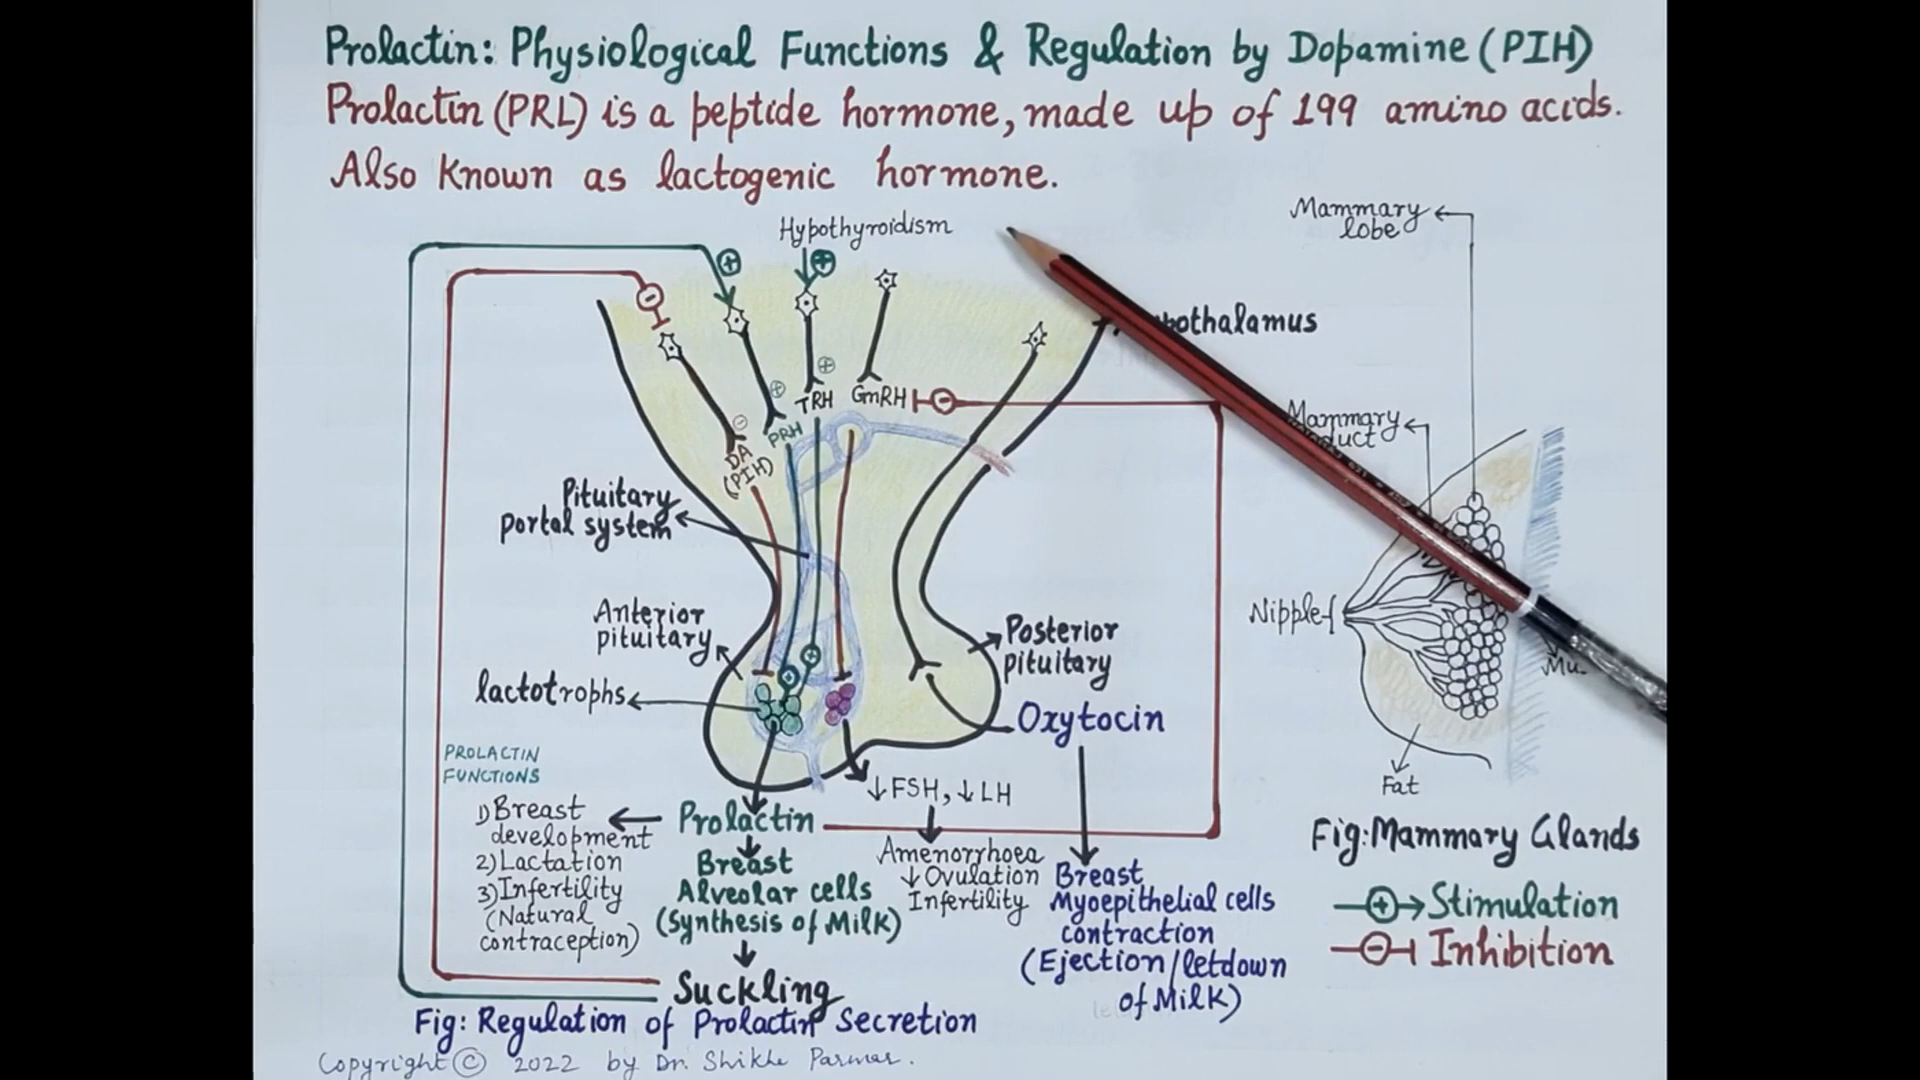 Prolactin: Physiological Functions & Regulation by Dopamine (PIH)
Prolactin (PRL) is a peptide hormone, made up of 199 amino acids.
Also Known as lactogenic hormone.
Hypothyroidism
Mammary
lobe
Hypothalamus
TRH
GnRH
PRH
DA
(PIH)
Mammary
duct
Pituitary
portal system
Anterior
pituitary
Nipple
Posterior
pituitary
Mu
lactotrophs
Oxytocin
PROLACTIN
FUNCTIONS
Fat
↓FSH, ↓LH
1) Breast
development
2) Lactation
3) Infertility
(Natural
contraception)
Prolactin
Breast
Alveolar cells
(Synthesis of Milk)
Suckling
Amenorrhoea
↓ Ovulation
Infertility
Breast
Myoepithelial cells
contraction
(Ejection/letdown
of Milk)
Fig: Mammary Glands
Stimulation
Inhibition
Fig: Regulation of Prolactin Secretion
Copyright © 2022 by Dr. Shikha Parmar.